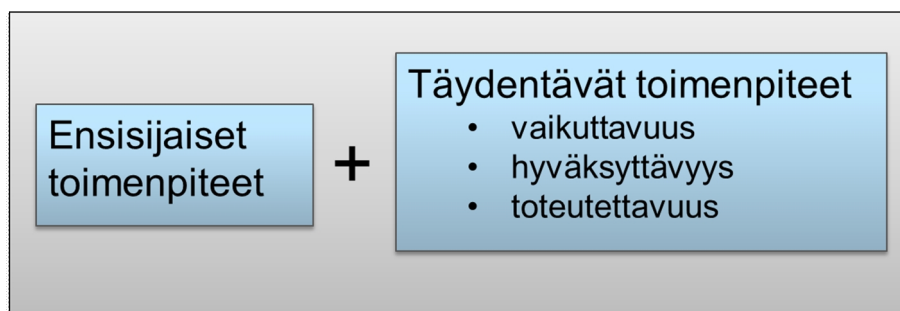 Ensisijaiset
toimenpiteet
+
Täydentävät toimenpiteet
• vaikuttavuus
• hyväksyttävyys
• toteutettavuus